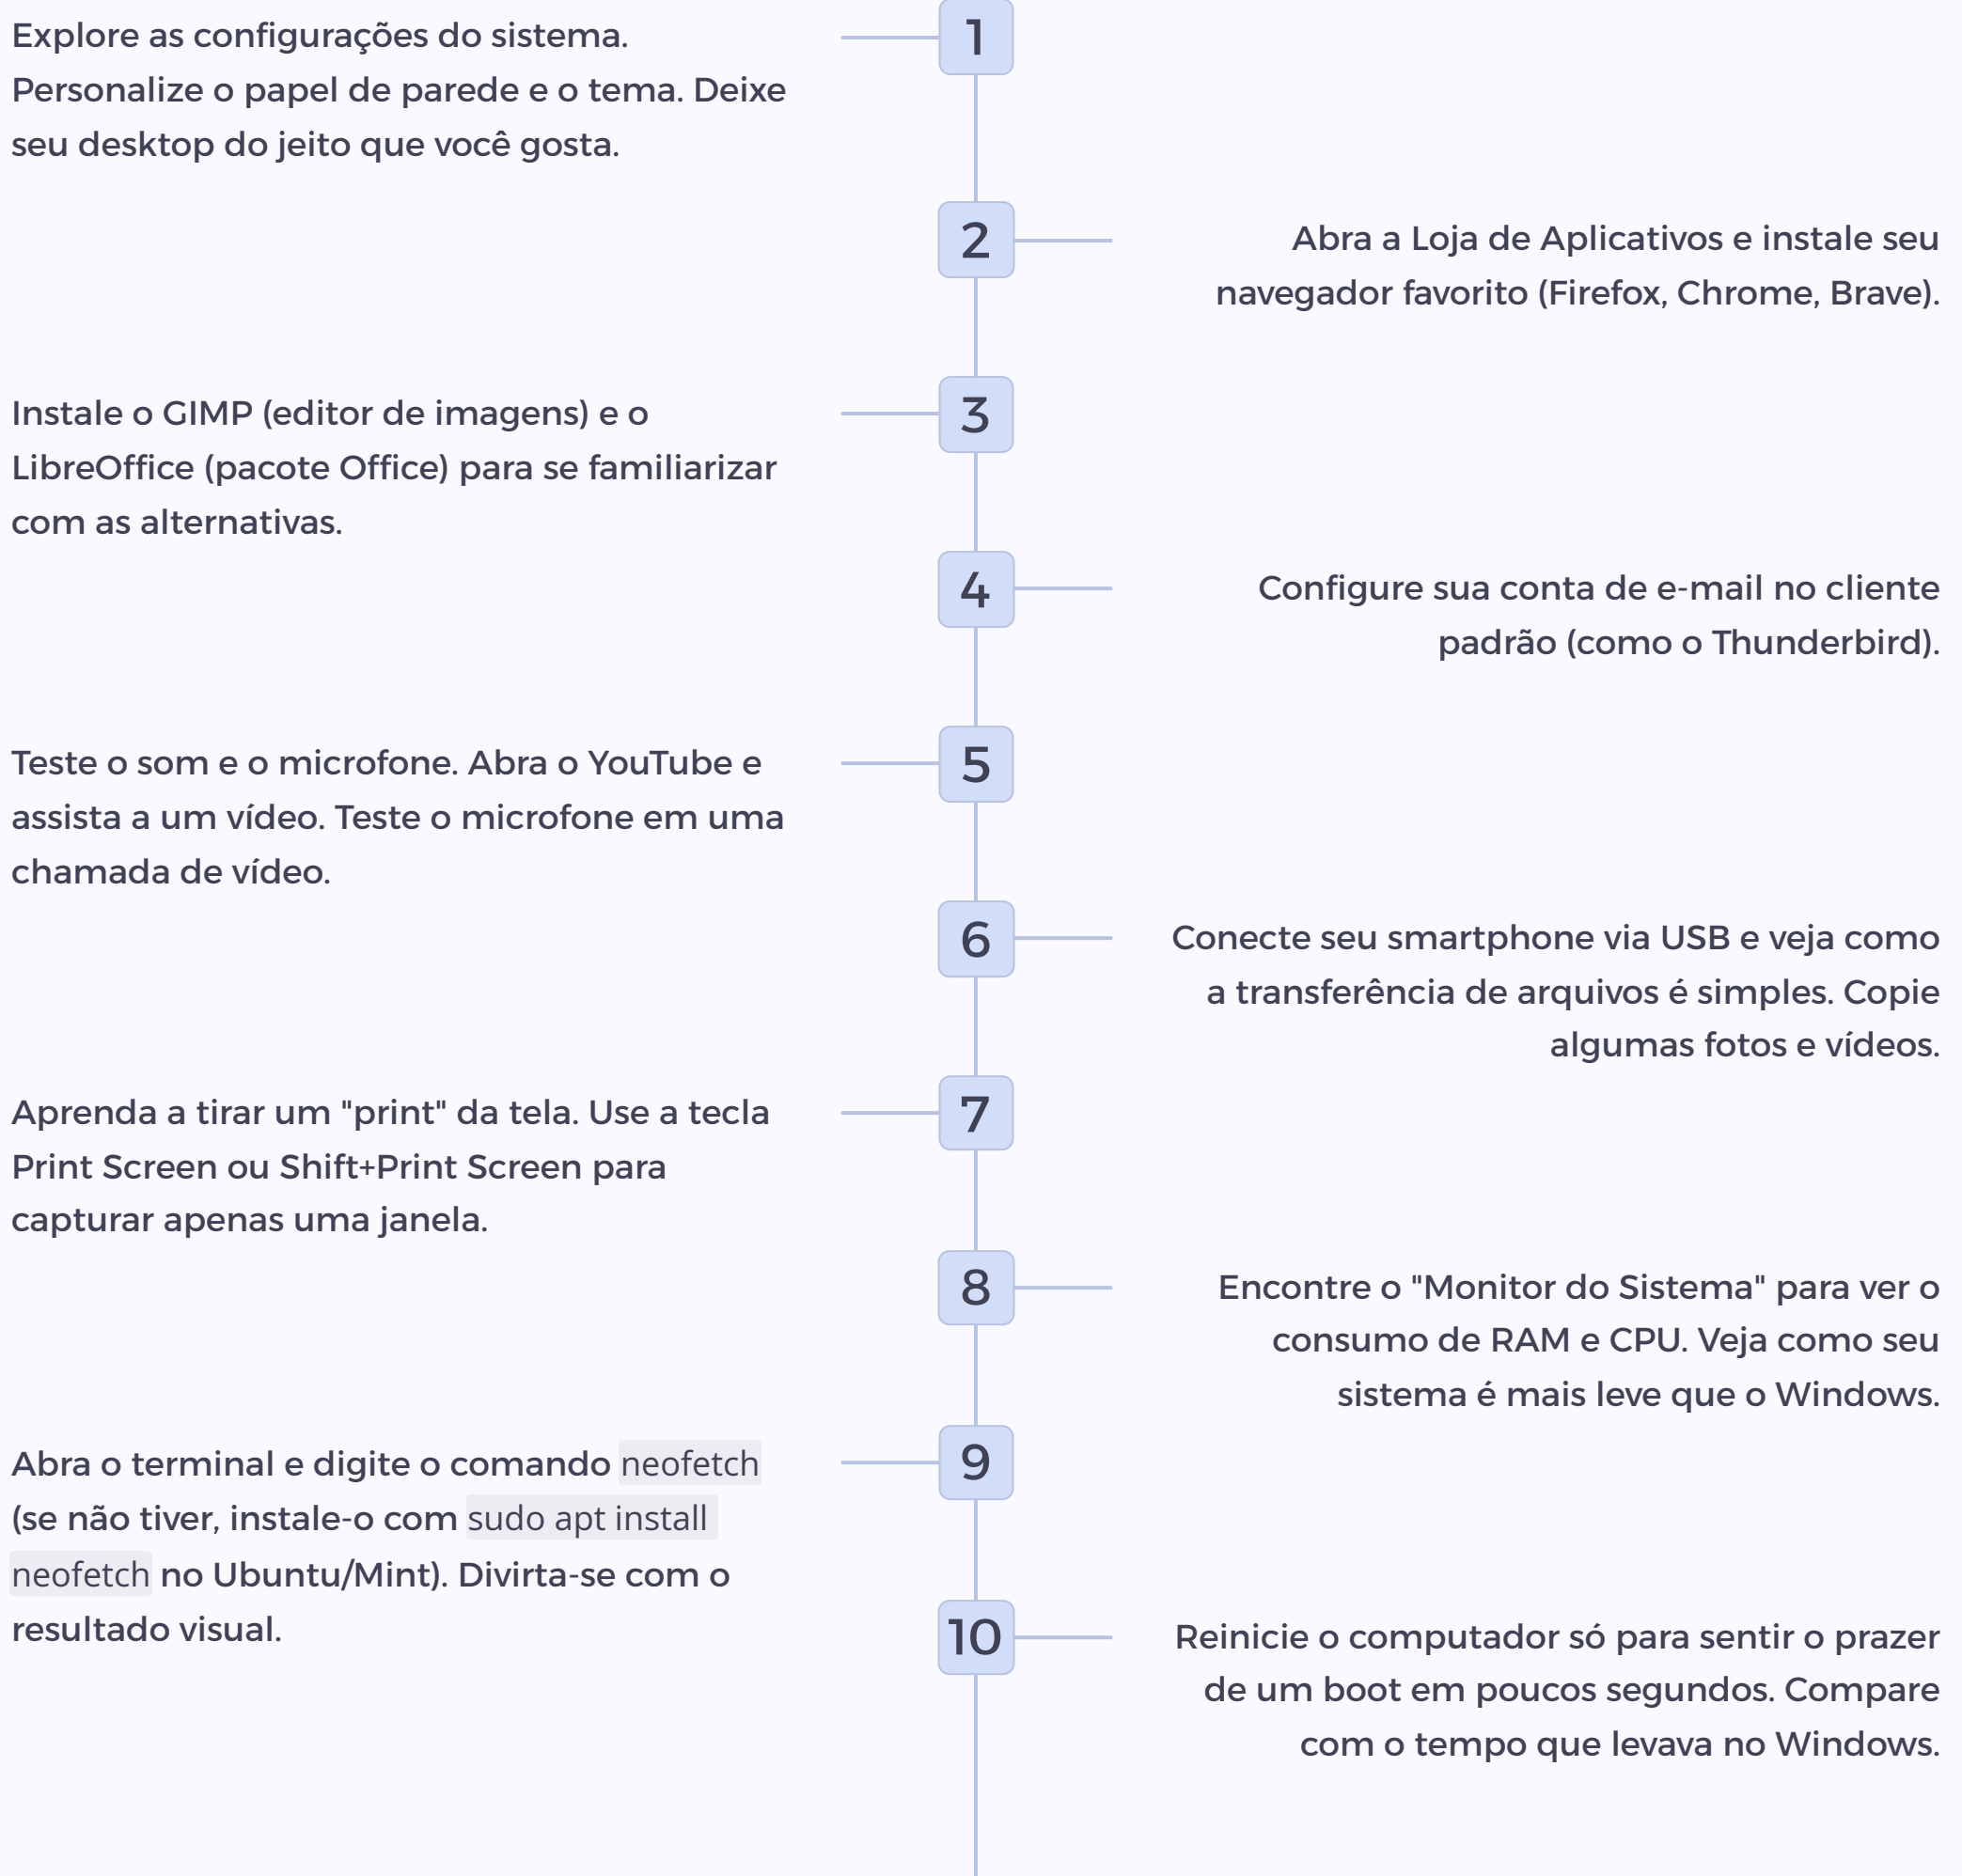 1
Explore as configurações do sistema.
Personalize o papel de parede e o tema. Deixe
seu desktop do jeito que você gosta.
2
Abra a Loja de Aplicativos e instale seu
navegador favorito (Firefox, Chrome, Brave).
3
Instale o GIMP (editor de imagens) e o
LibreOffice (pacote Office) para se familiarizar
com as alternativas.
4
Configure sua conta de e-mail no cliente
padrão (como o Thunderbird).
5
Teste o som e o microfone. Abra o YouTube e
assista a um vídeo. Teste o microfone em uma
chamada de vídeo.
6
Conecte seu smartphone via USB e veja como
a transferência de arquivos é simples. Copie
algumas fotos e vídeos.
7
Aprenda a tirar um "print" da tela. Use a tecla
Print Screen ou Shift+Print Screen para
capturar apenas uma janela.
8
Encontre o "Monitor do Sistema" para ver o
consumo de RAM e CPU. Veja como seu
sistema é mais leve que o Windows.
9
Abra o terminal e digite o comando neofetch
(se não tiver, instale-o com sudo apt install
neofetch no Ubuntu/Mint). Divirta-se com o
resultado visual.
10
Reinicie o computador só para sentir o prazer
de um boot em poucos segundos. Compare
com o tempo que levava no Windows.